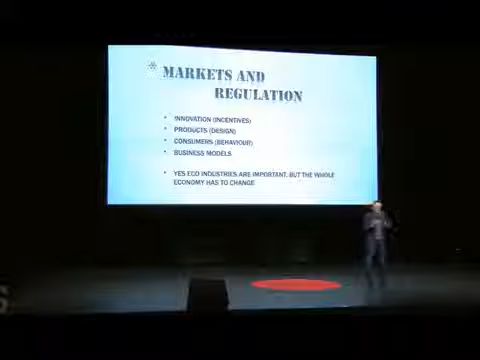 * MARKETS AND
REGULATION
• INNOVATION (INCENTIVES)
• PRODUCTS (DESIGN)
• CONSUMERS (BEHAVIOUR)
• BUSINESS MODELS
• YES ECO INDUSTRIES ARE IMPORTANT, BUT THE WHOLE
ECONOMY HAS TO CHANGE